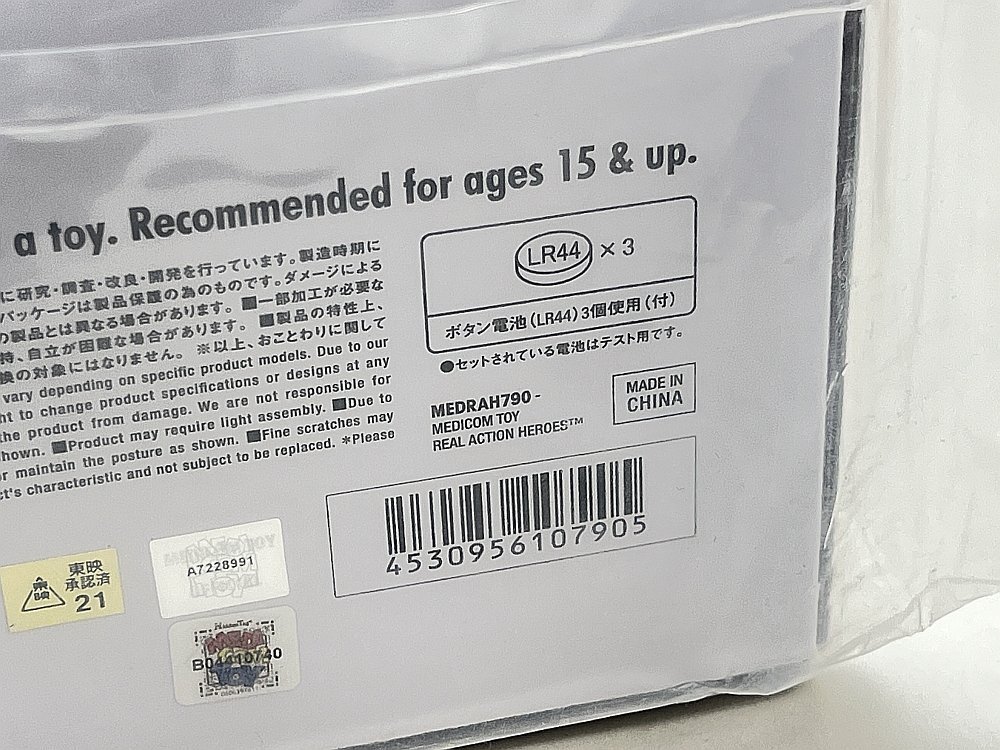 a toy. Recommended for ages 15 & up.
に研究・調査・改良・開発を行っています。製造時期に
パッケージは製品保護の為のものです。ダメージによる
の製品とは異なる場合があります。■一部加工が必要な
持、自立が困難な場合があります。■製品の特性上、
換の対象にはなりません。※以上、おことわりに関して
vary depending on specific product models. Due to our
ht to change product specifications or designs at any
the product from damage. We are not responsible for
hown. ■Product may require light assembly. ■Due to
r maintain the posture as shown. ■Fine scratches may
ct's characteristic and not subject to be replaced. *Please
LR44 × 3
ボタン電池(LR44)3個使用(付)
●セットされている電池はテスト用です。
MEDRAH790 -
MEDICOM TOY
REAL ACTION HEROES™
MADE IN
CHINA
4530956107905
東映
東映
承認済
21
A7228991
B04410740